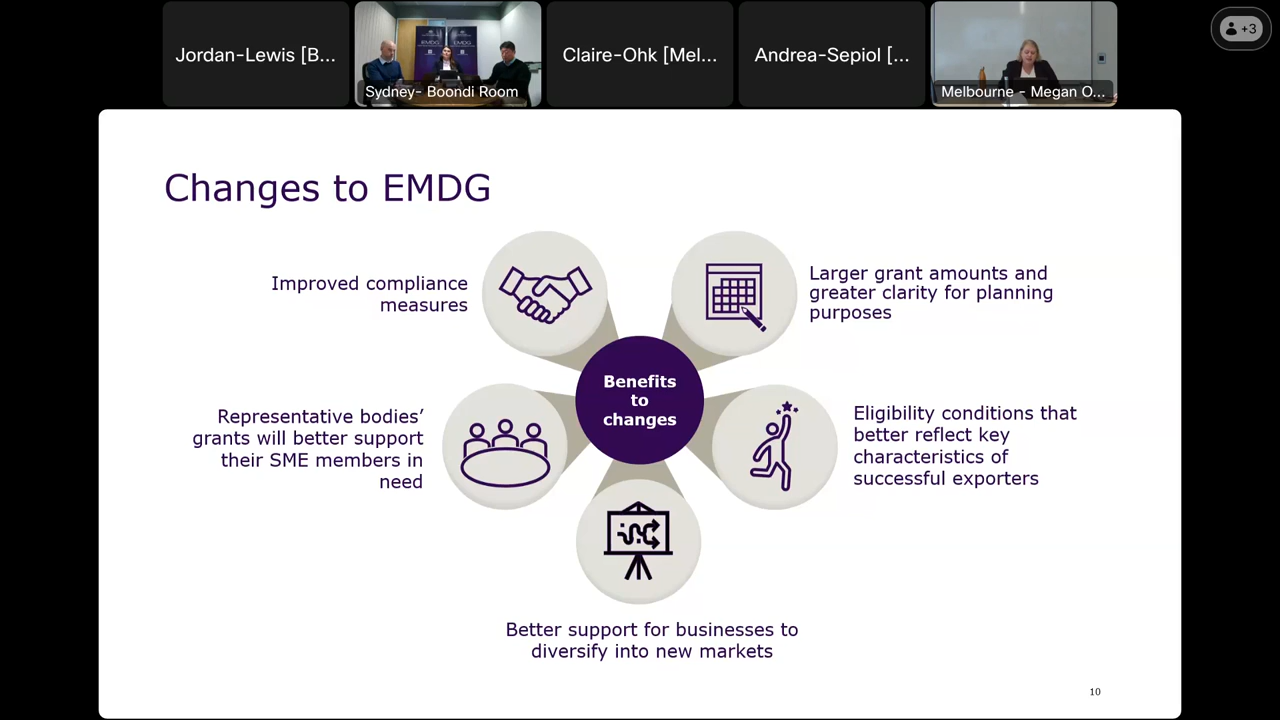 Jordan-Lewis [B...
Sydney- Boondi Room
Claire-Ohk [Mel...
Andrea-Sepiol [...
Melbourne - Megan O...
+3
EMDG
Changes to EMDG
Improved compliance
measures
Larger grant amounts and
greater clarity for planning
purposes
Benefits
to
changes
Representative bodies’
grants will better support
their SME members in
need
Eligibility conditions that
better reflect key
characteristics of
successful exporters
Better support for businesses to
diversify into new markets
10